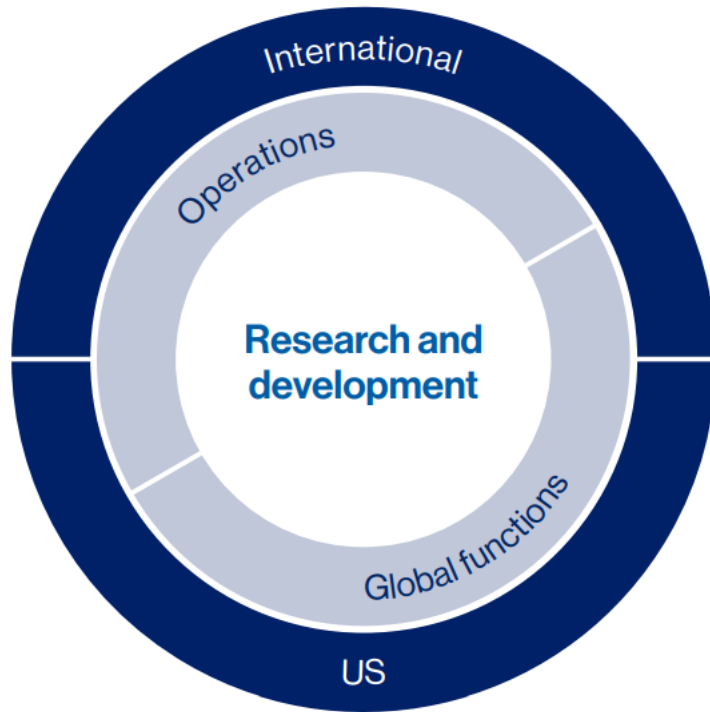 International
Operations
Research and
development
Global functions
US